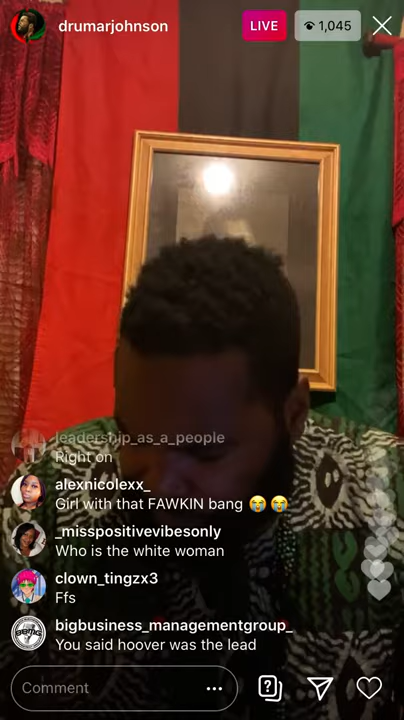 drumarjohnson
LIVE
1,045
leadership_as_a_people
Right on
alexnicolexx_
Girl with that FAWKIN bang 😭😭
_misspositivevibesonly
Who is the white woman
clown_tingzx3
Ffs
BBMG
bigbusiness_managementgroup_
You said hoover was the lead
Comment